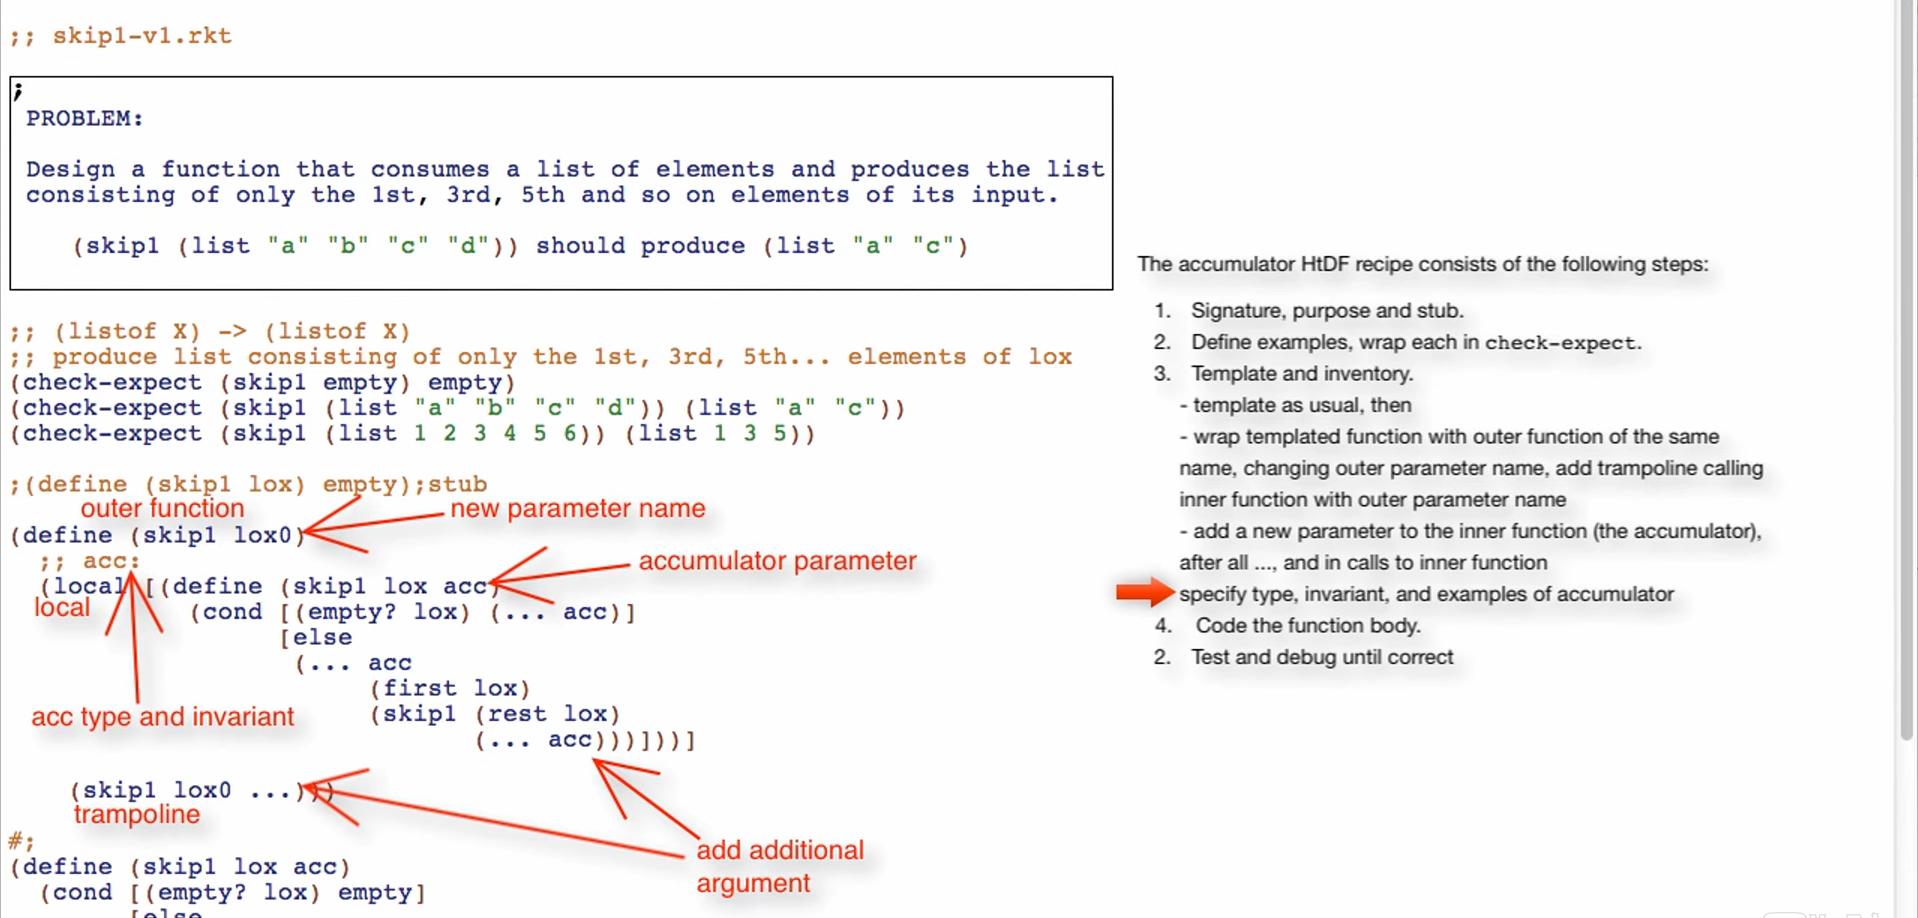 ;; skip1-v1.rkt
;
PROBLEM:
Design a function that consumes a list of elements and produces the list
consisting of only the 1st, 3rd, 5th and so on elements of its input.
(skip1 (list "a" "b" "c" "d")) should produce (list "a" "c")
;; (listof X) -> (listof X)
;; produce list consisting of only the 1st, 3rd, 5th... elements of lox
(check-expect (skip1 empty) empty)
(check-expect (skip1 (list "a" "b" "c" "d")) (list "a" "c"))
(check-expect (skip1 (list 1 2 3 4 5 6)) (list 1 3 5))
;(define (skip1 lox) empty);stub
outer function
new parameter name
(define (skip1 lox0)
;; acc:
accumulator parameter
(local [(define (skip1 lox acc)
local
(cond [(empty? lox) (... acc)]
[else
(... acc
(first lox)
acc type and invariant
(skip1 (rest lox)
(... acc)))]))]
(skip1 lox0 ...)))
trampoline
add additional
argument
#;
(define (skip1 lox acc)
(cond [(empty? lox) empty]
[else
The accumulator HtDF recipe consists of the following steps:
1. Signature, purpose and stub.
2. Define examples, wrap each in check-expect.
3. Template and inventory.
- template as usual, then
- wrap templated function with outer function of the same
name, changing outer parameter name, add trampoline calling
inner function with outer parameter name
- add a new parameter to the inner function (the accumulator),
after all ..., and in calls to inner function
specify type, invariant, and examples of accumulator
4. Code the function body.
2. Test and debug until correct